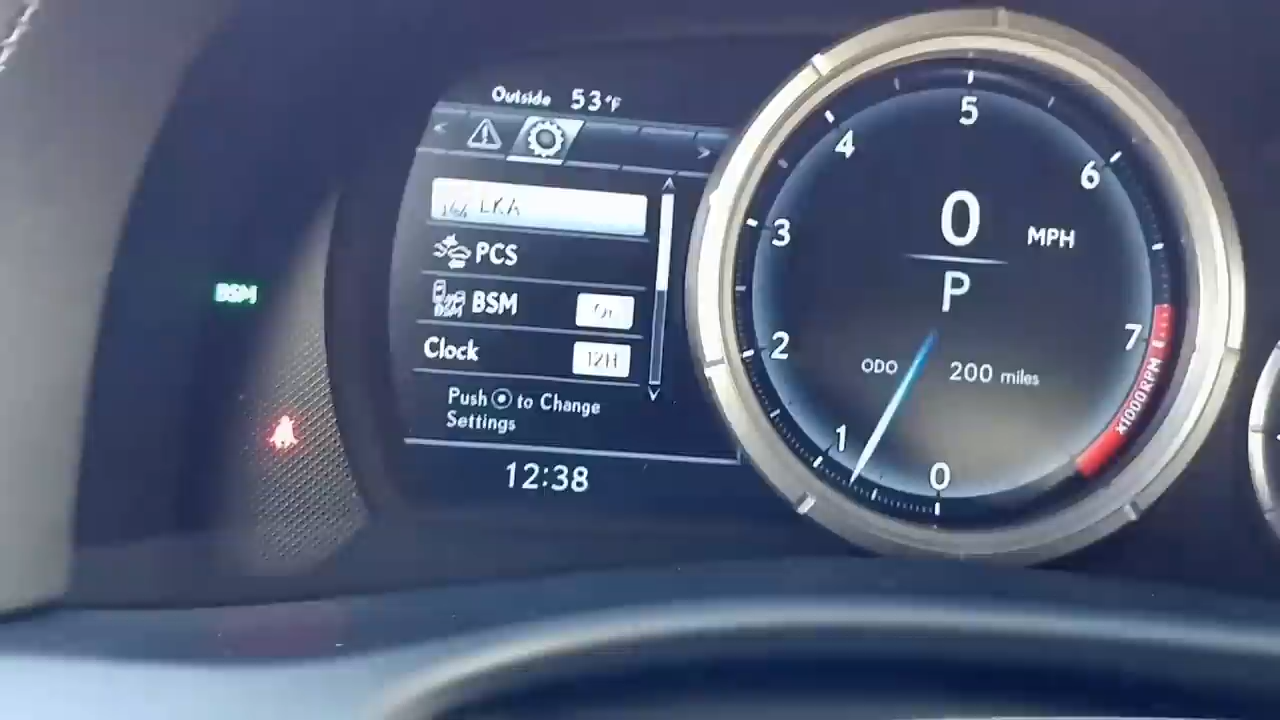 Outside 53°F
LKA
PCS
BSM
BSM
BSM On
Clock 12H
Push to Change
Settings
12:38
0 MPH
P
ODO 200 miles
0
1
2
3
4
5
6
7
x1000RPM